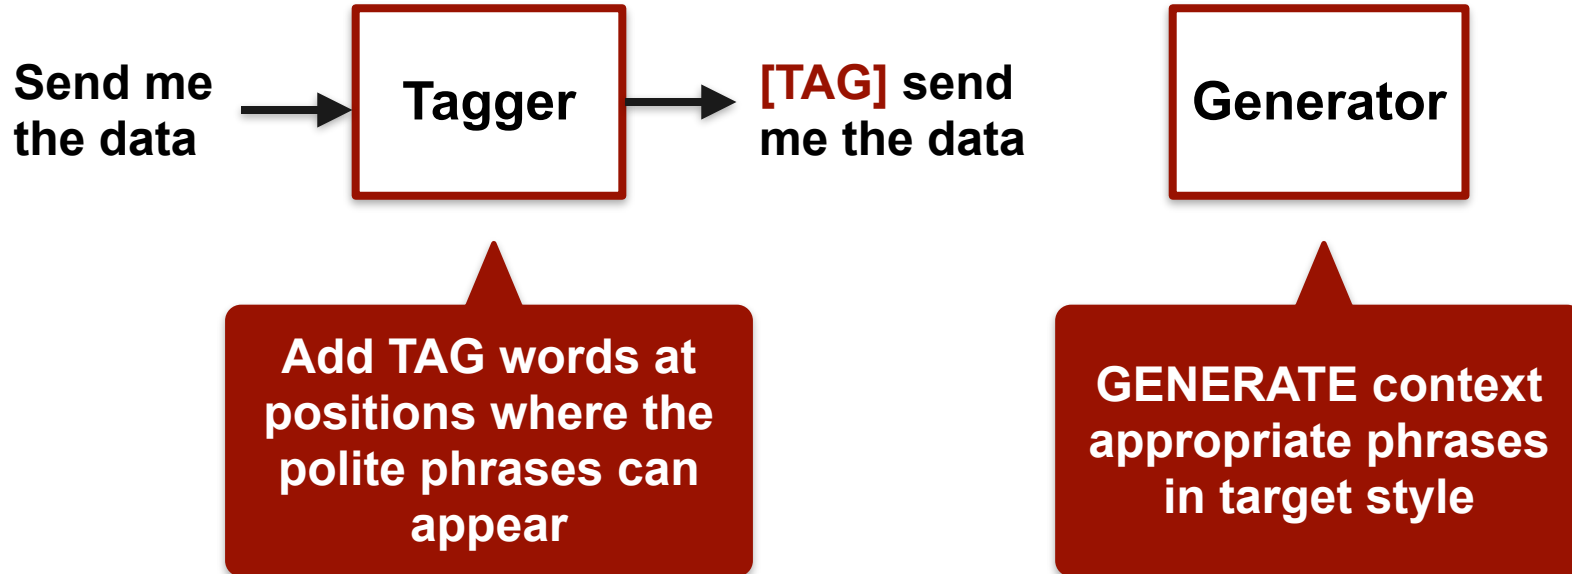 Send me
the data
Tagger
[TAG] send
me the data
Generator
Add TAG words at
positions where the
polite phrases can
appear
GENERATE context
appropriate phrases
in target style